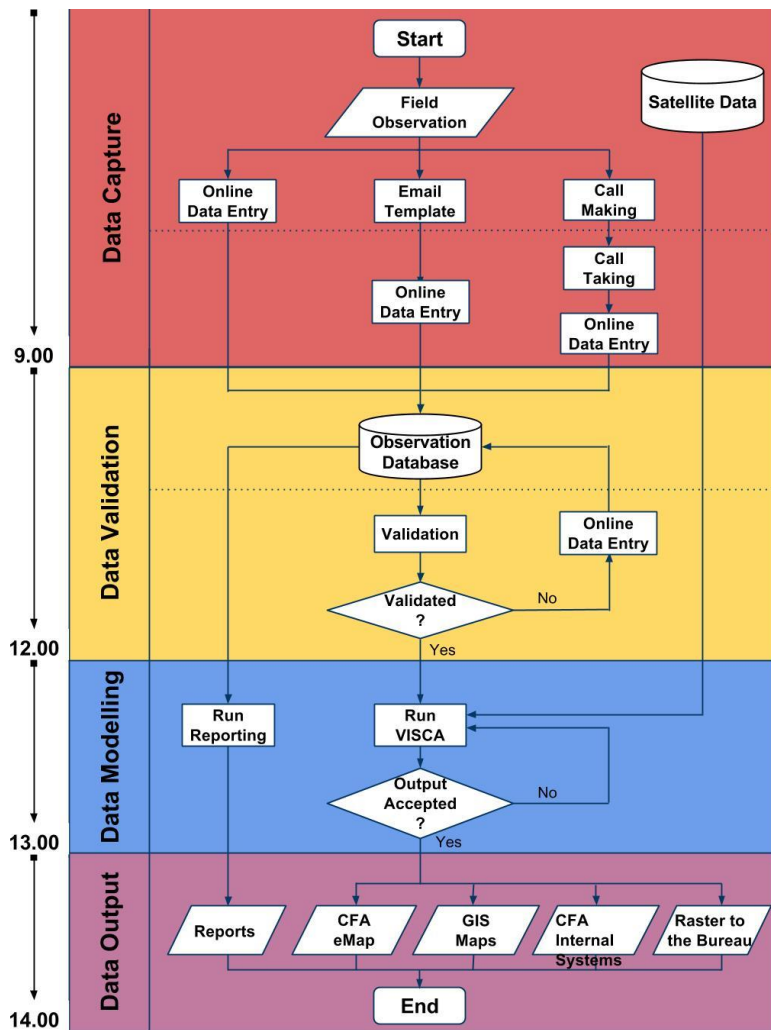 Start
Satellite Data
Field
Observation
Online
Data Entry
Email
Template
Call
Making
Data Capture
Call
Taking
Online
Data Entry
Online
Data Entry
9.00
Observation
Database
Data Validation
Validation
Online
Data Entry
Validated
?
No
Yes
12.00
Run
Reporting
Run
VISCA
Data Modelling
Output
Accepted
?
No
Yes
13.00
Data Output
Reports
CFA
eMap
GIS
Maps
CFA
Internal
Systems
Raster to
the Bureau
End
14.00